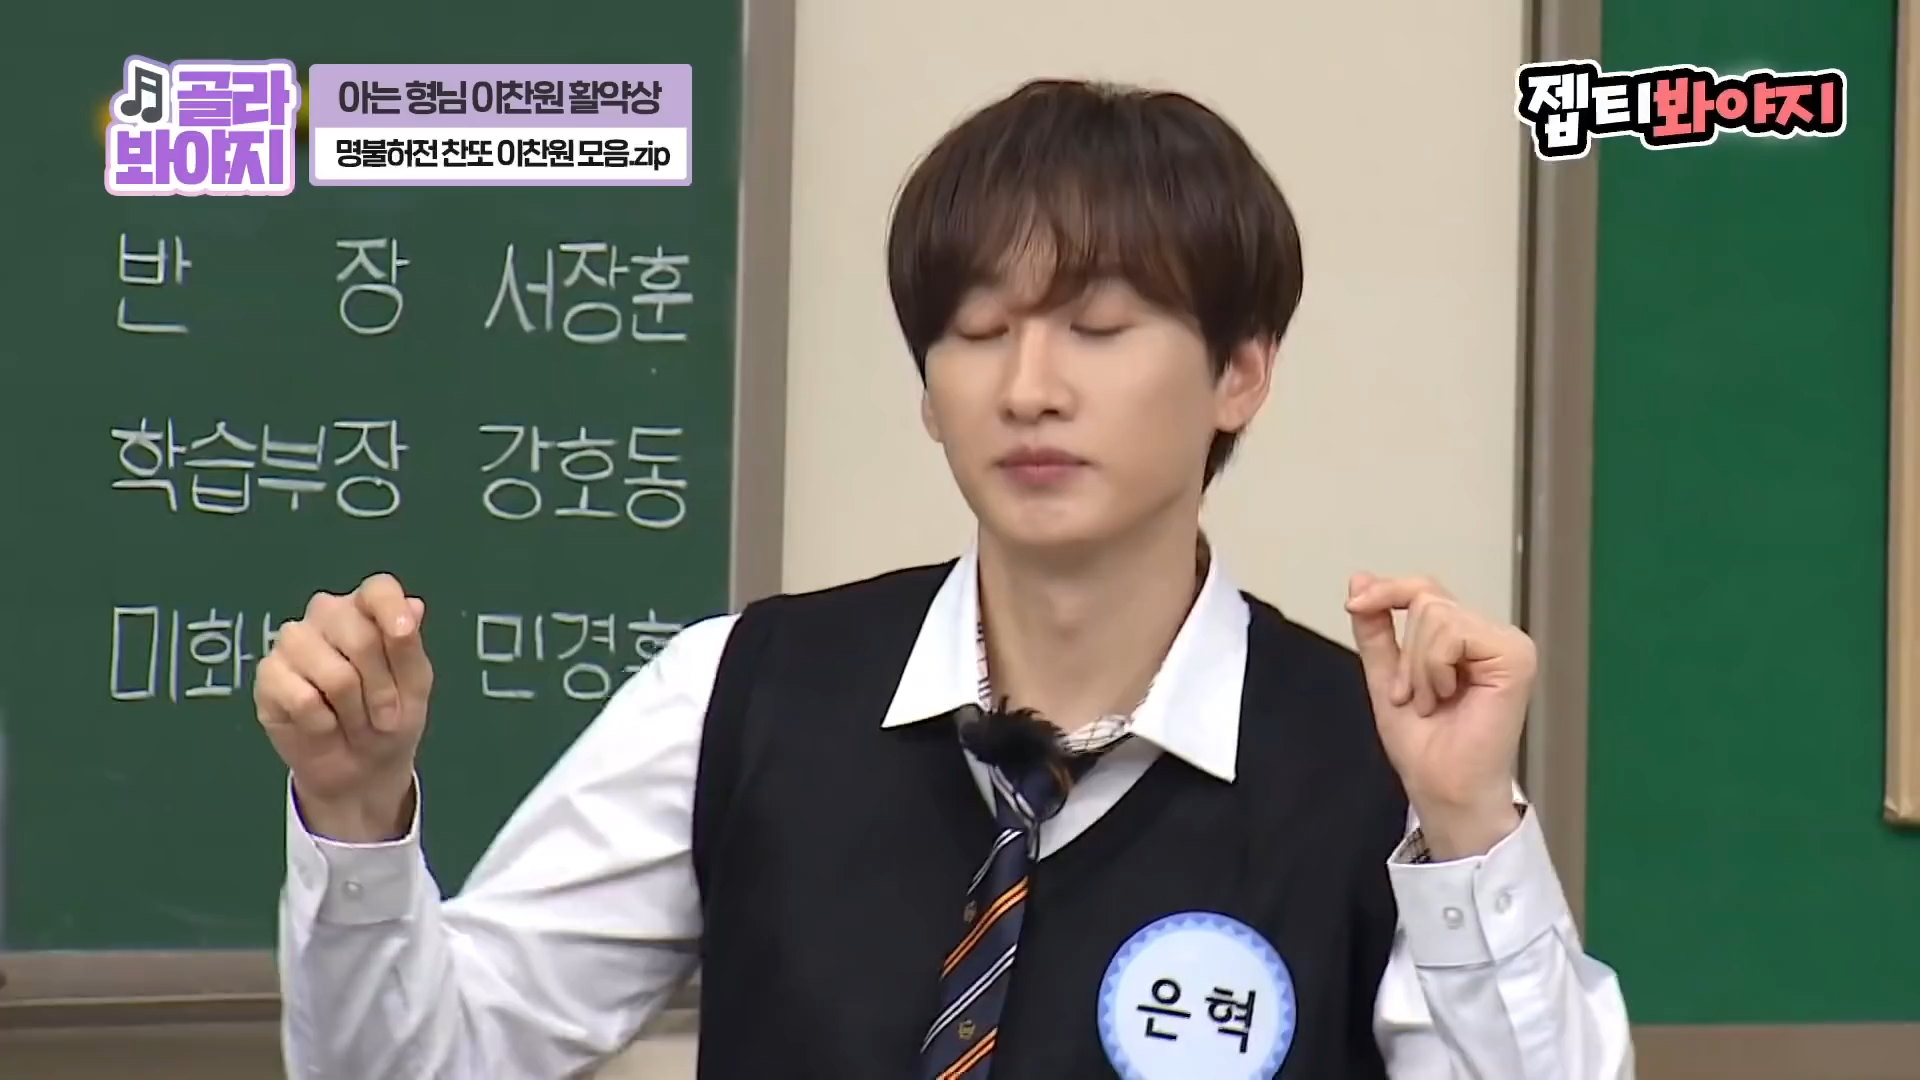 골라
봐야지
아는 형님 이찬원 활약상
명불허전 찬또 이찬원 모음.zip
젭티봐야지
반 장 서장훈
학습부장 강호동
미화 민경훈
은혁